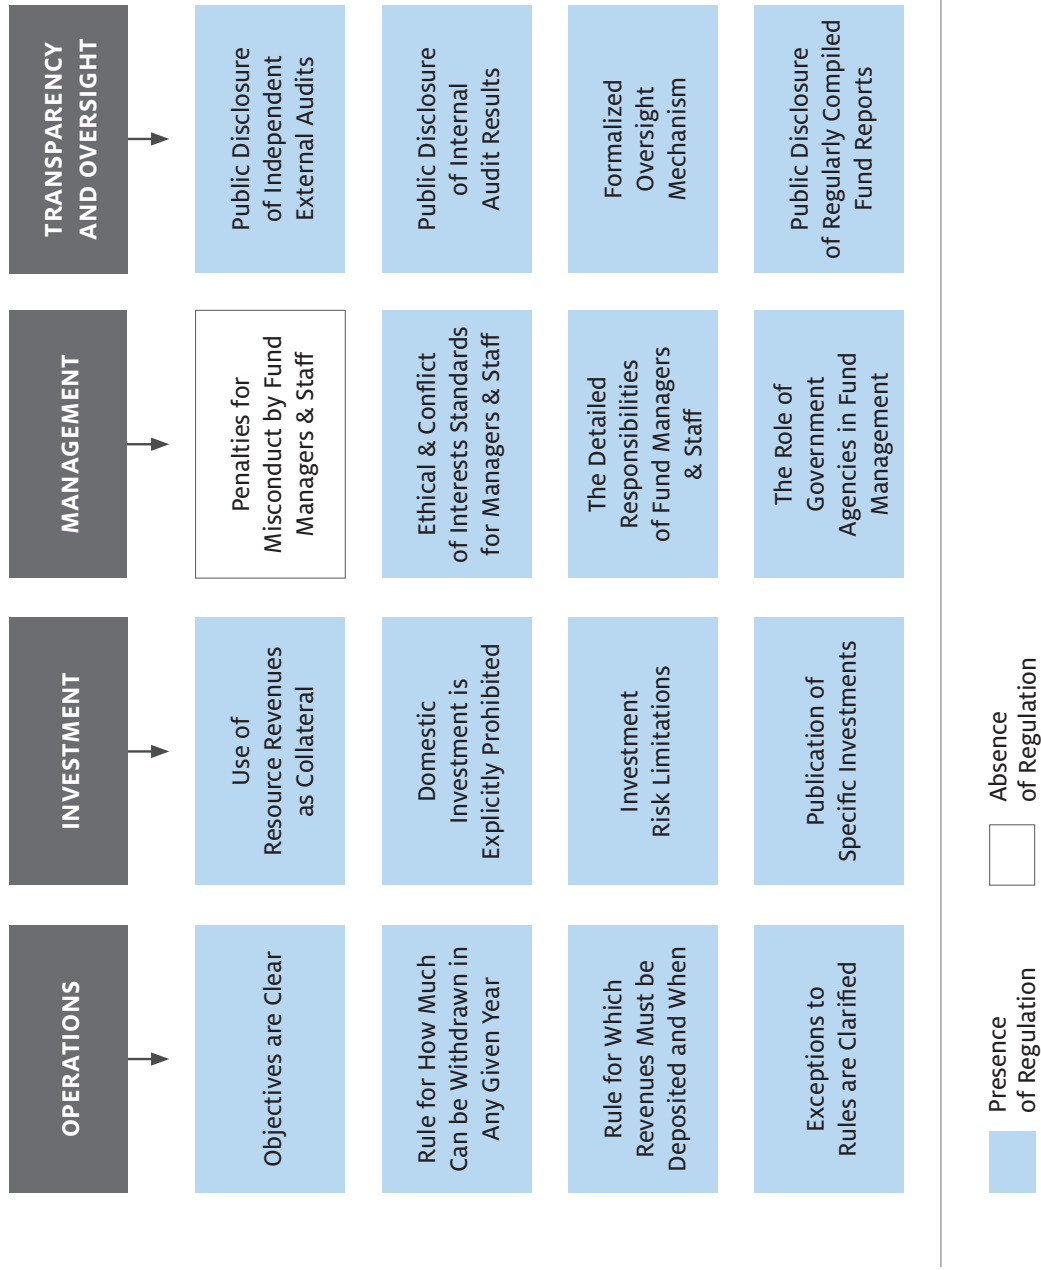 OPERATIONS
Objectives are Clear
Rule for How Much
Can be Withdrawn in
Any Given Year
Rule for Which
Revenues Must be
Deposited and When
Exceptions to
Rules are Clarified
INVESTMENT
Use of
Resource Revenues
as Collateral
Domestic
Investment is
Explicitly Prohibited
Investment
Risk Limitations
Publication of
Specific Investments
MANAGEMENT
Penalties for
Misconduct by Fund
Managers & Staff
Ethical & Conflict
of Interests Standards
for Managers & Staff
The Detailed
Responsibilities
of Fund Managers
& Staff
The Role of
Government
Agencies in Fund
Management
TRANSPARENCY
AND OVERSIGHT
Public Disclosure
of Independent
External Audits
Public Disclosure
of Internal
Audit Results
Formalized
Oversight
Mechanism
Public Disclosure
of Regularly Compiled
Fund Reports
Presence
of Regulation
Absence
of Regulation